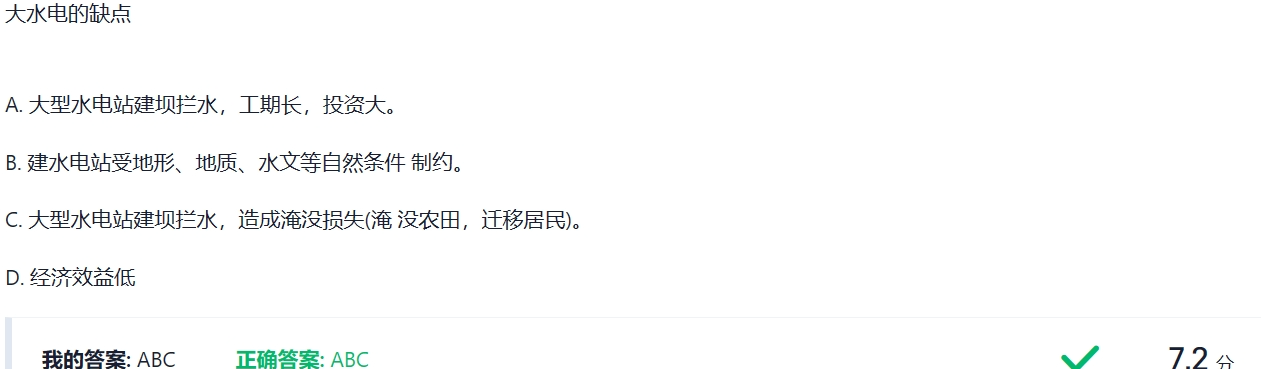 大水电的缺点
A. 大型水电站建坝拦水，工期长，投资大。
B. 建水电站受地形、地质、水文等自然条件 制约。
C. 大型水电站建坝拦水，造成淹没损失(淹 没农田，迁移居民)。
D. 经济效益低
我的答案: ABC 正确答案: ABC 7.2 分